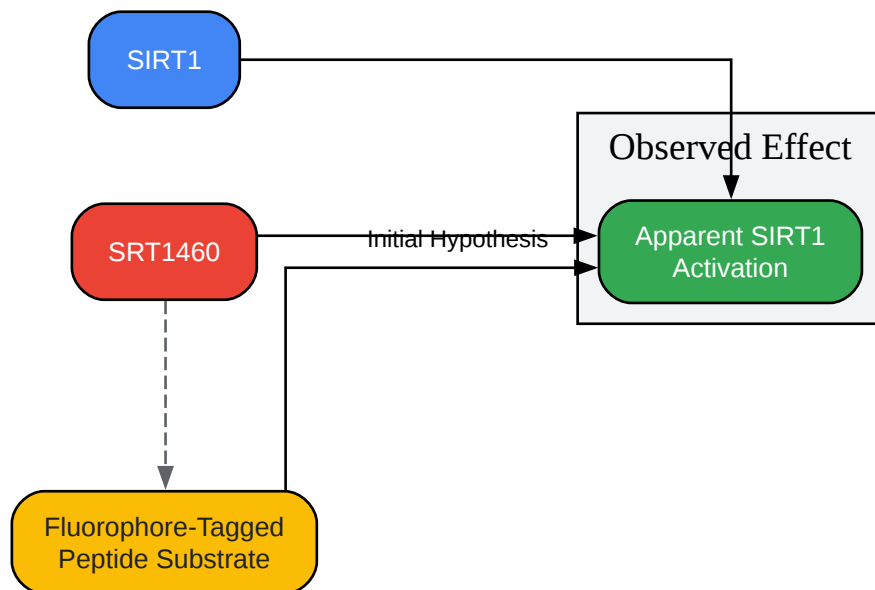 SIRT1
Observed Effect
Apparent SIRT1
Activation
SRT1460
Initial Hypothesis
Fluorophore-Tagged
Peptide Substrate